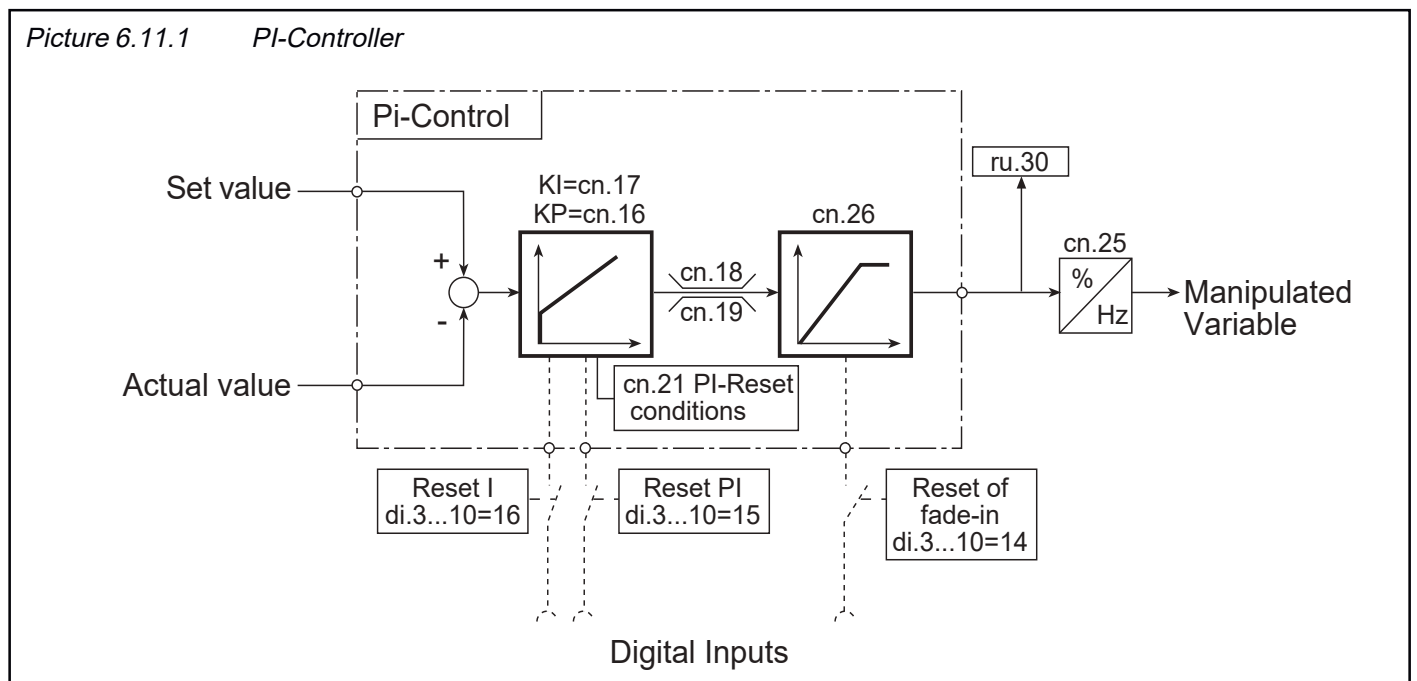 Picture 6.11.1 PI-Controller
Pi-Control
ru.30
Set value
KI=cn.17
KP=cn.16
cn.26
cn.25
+
-
cn.18
cn.19
%
Hz
Manipulated
Variable
Actual value
cn.21 PI-Reset
conditions
Reset I
di.3...10=16
Reset PI
di.3...10=15
Reset of
fade-in
di.3...10=14
Digital Inputs